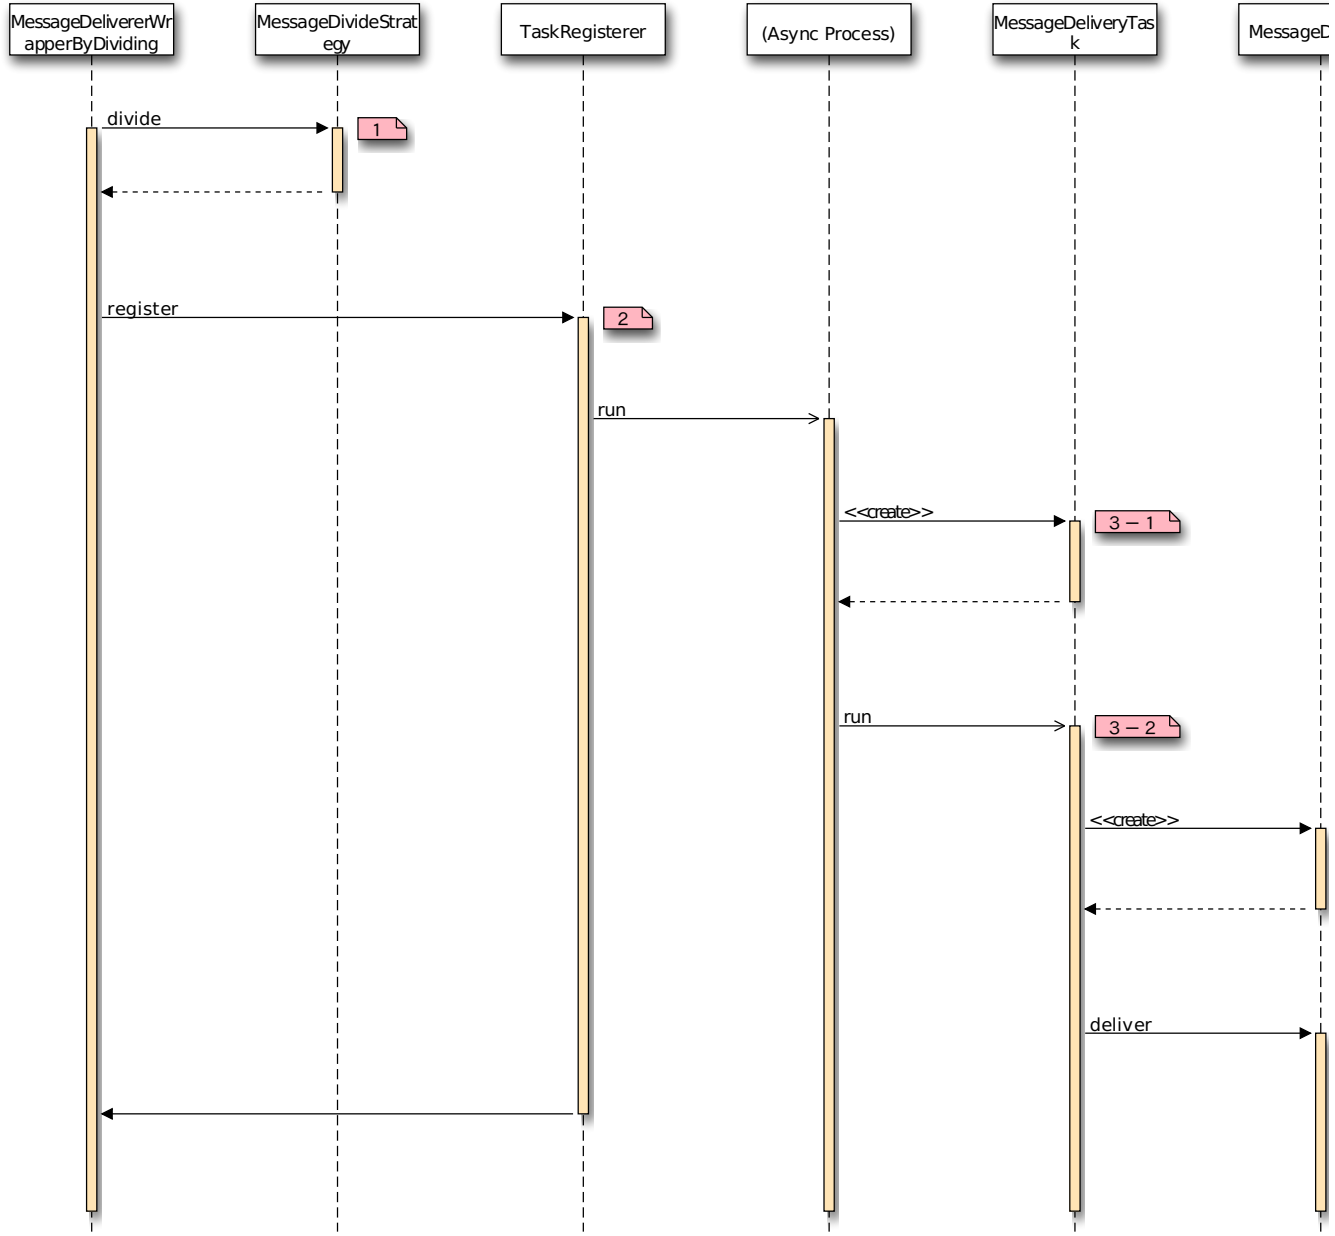 MessageDelivererWr
apperByDividing
MessageDivideStrat
egy
TaskRegisterer
(Async Process)
MessageDeliveryTas
k
MessageD
divide
1
register
2
run
<<create>>
3－1
run
3－2
<<create>>
deliver